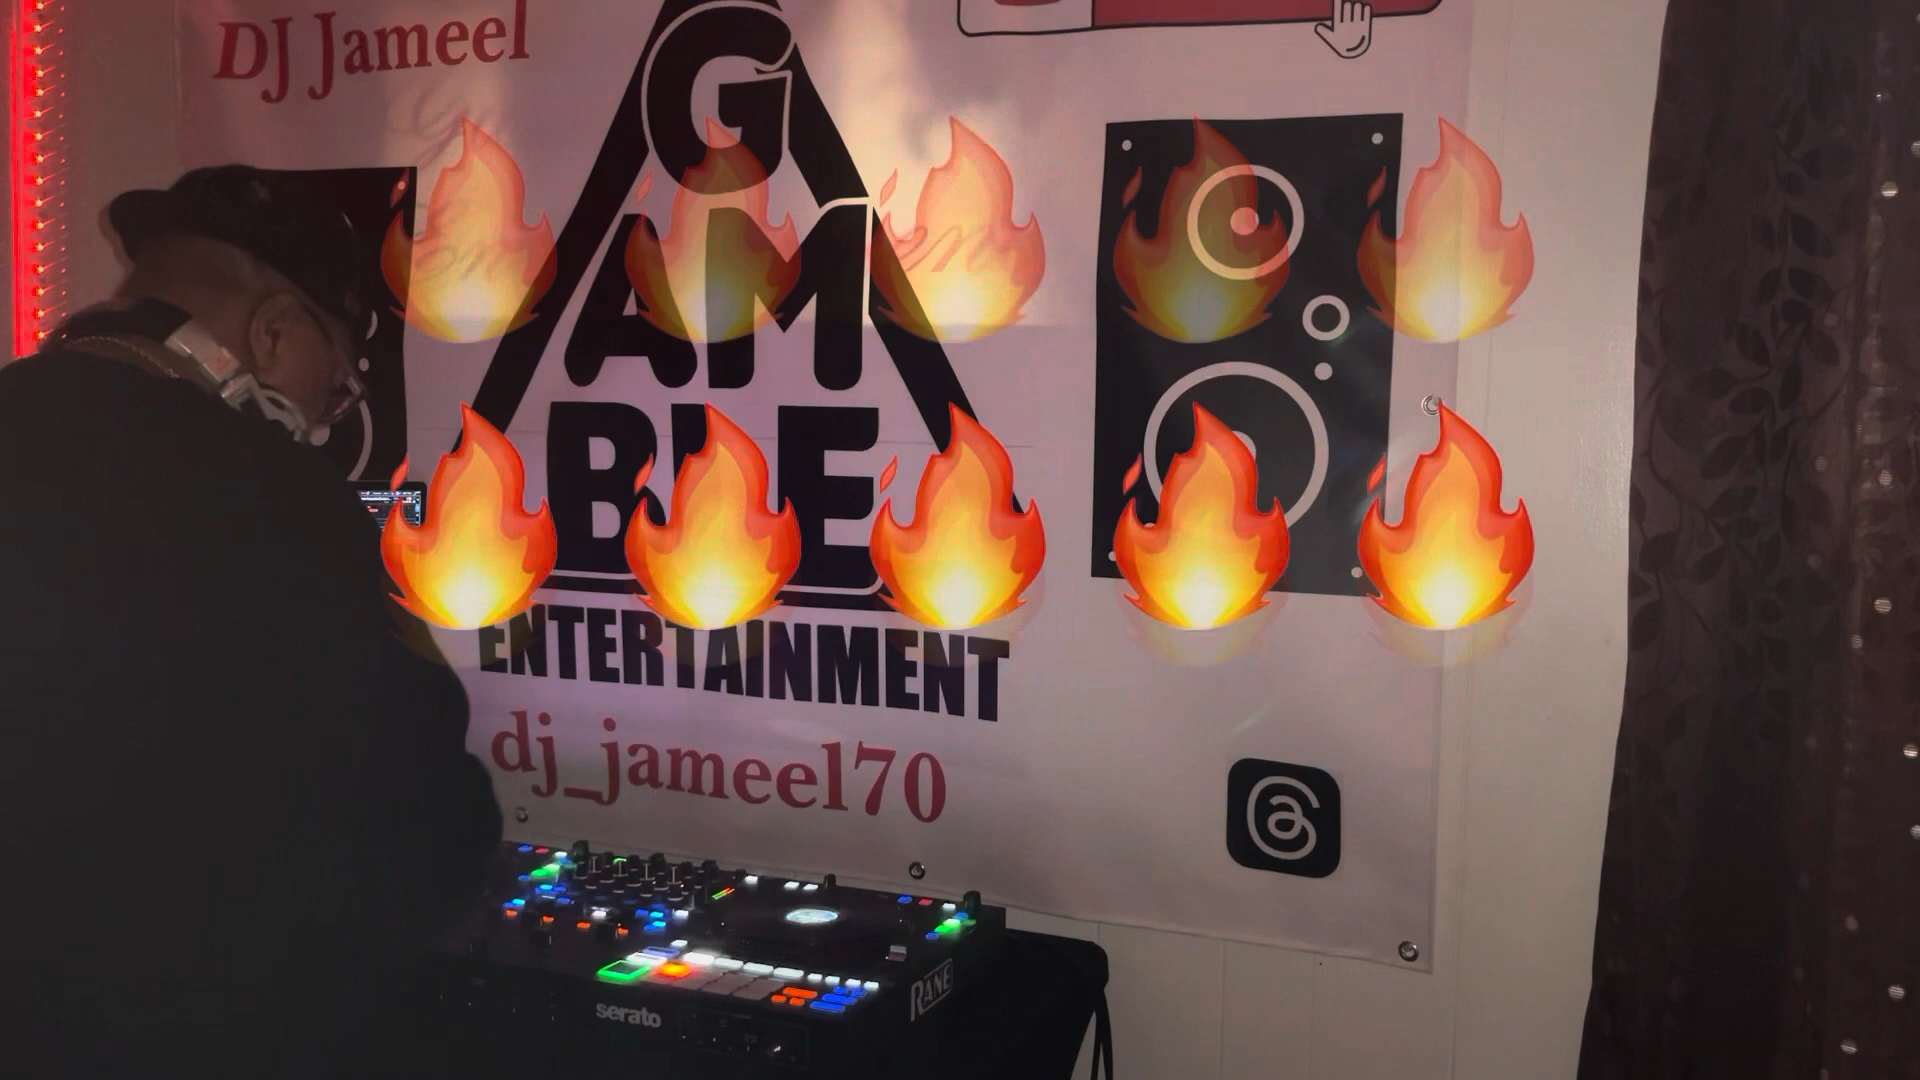 DJ Jameel
G
AM
BLE
ENTERTAINMENT
dj_jameel70
serato
RANE